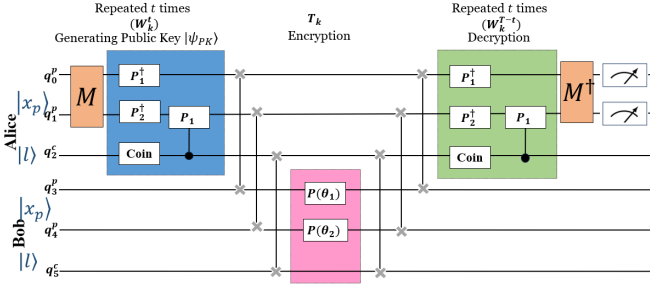 Repeated t times
(W_k^t)
Generating Public Key |ψ_PK⟩
T_k
Encryption
Repeated t times
(W_k^{T-t})
Decryption
Alice
|x_p⟩
|l⟩
Bob
|x_p⟩
|l⟩
q_0^p
q_1^p
q_2^c
q_3^p
q_4^p
q_5^c
M
P_1^†
P_2^†
P_1
Coin
P(θ_1)
P(θ_2)
P_1^†
P_2^†
P_1
Coin
M^†